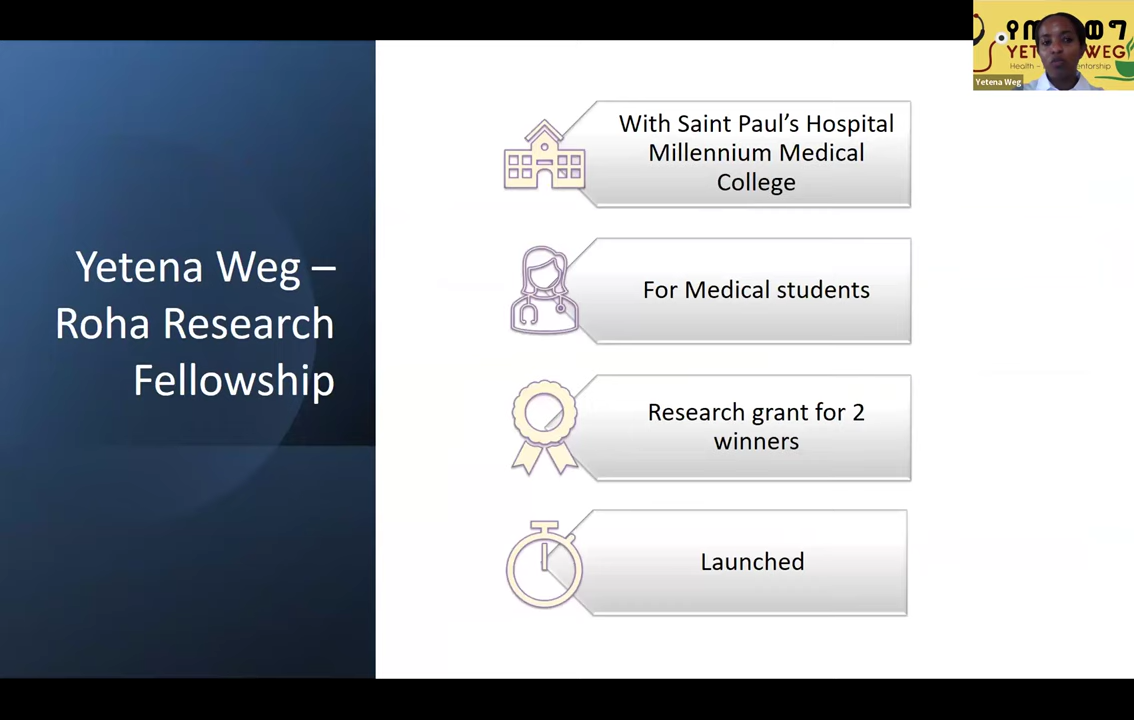 Yetena Weg –
Roha Research
Fellowship
With Saint Paul’s Hospital
Millennium Medical
College
For Medical students
Research grant for 2
winners
Launched
WEG
Health –
Yetena Weg